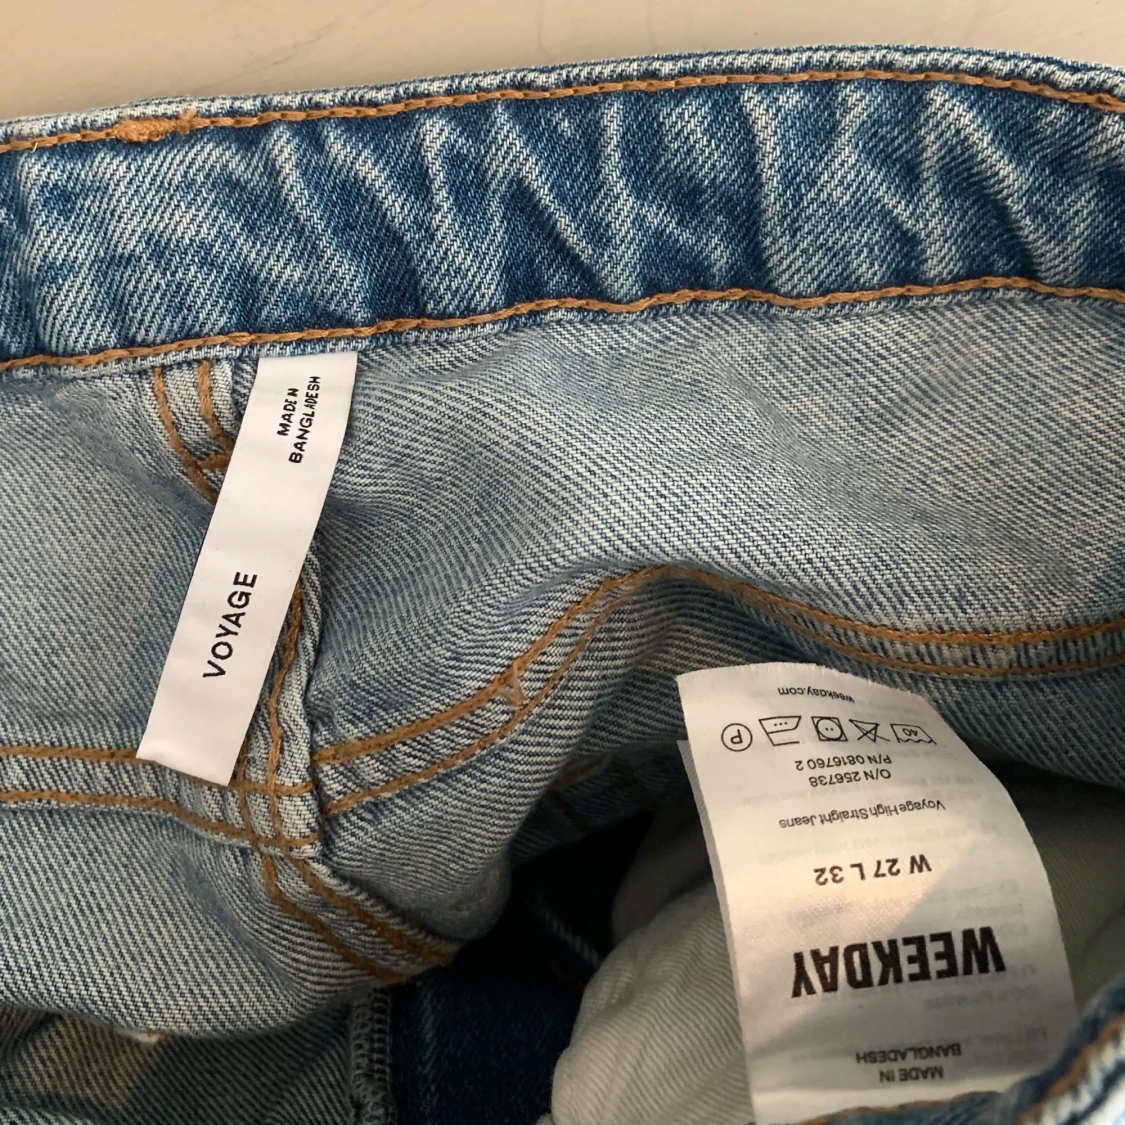 MADE IN
BANGLADESH
VOYAGE
MADE IN
BANGLADESH
WEEKDAY
W 27 L 32
Voyage High Straight Jeans
O/N 256738
P/N 0816760 2
40
P
weekday.com